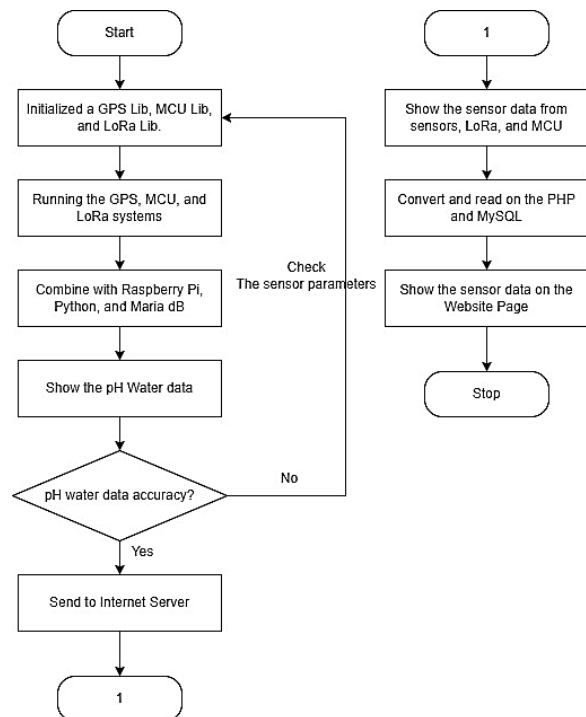 Start
Initialized a GPS Lib, MCU Lib,
and LoRa Lib.
Running the GPS, MCU, and
LoRa systems
Combine with Raspberry Pi,
Python, and Maria dB
Show the pH Water data
pH water data accuracy?
No
Check
The sensor parameters
Yes
Send to Internet Server
1
1
Show the sensor data from
sensors, LoRa, and MCU
Convert and read on the PHP
and MySQL
Show the sensor data on the
Website Page
Stop